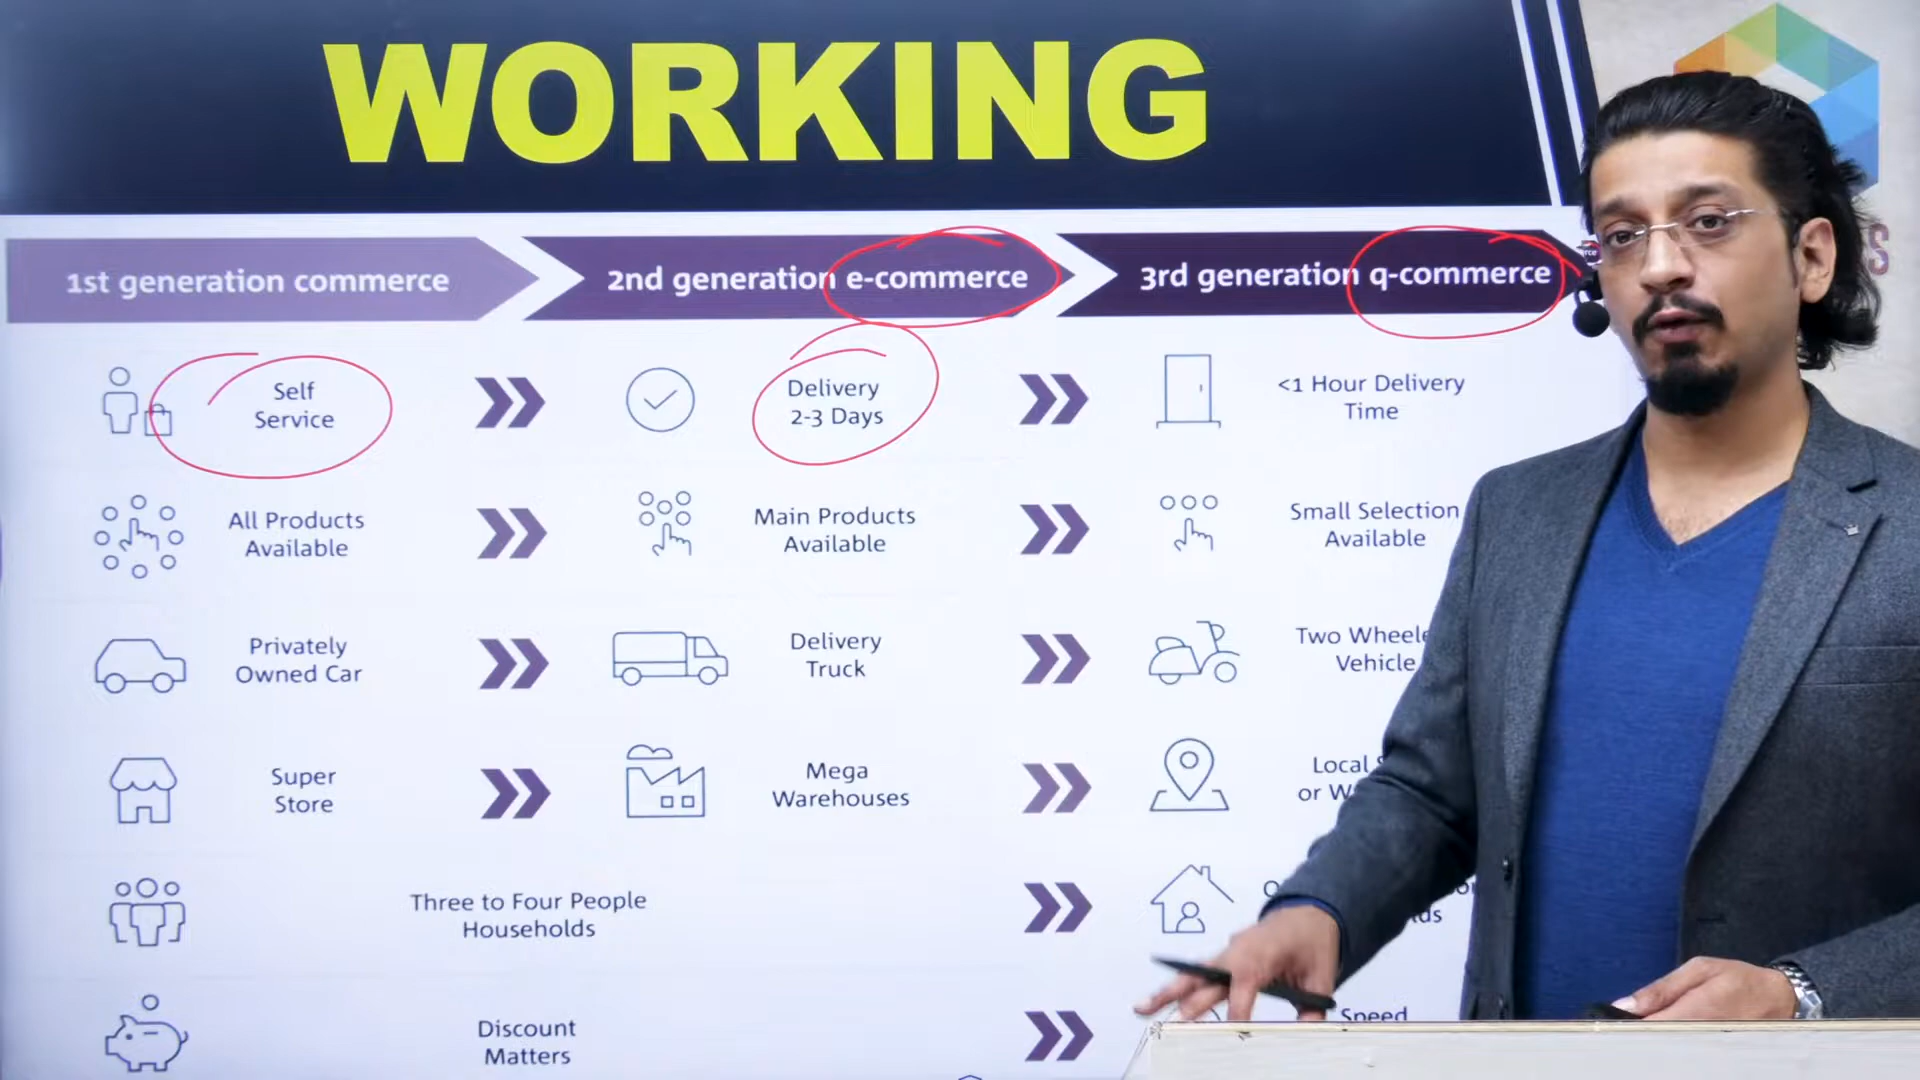 WORKING
1st generation commerce
2nd generation e-commerce
3rd generation q-commerce
Self
Service
Delivery
2-3 Days
<1 Hour Delivery
Time
All Products
Available
Main Products
Available
Small Selection
Available
Privately
Owned Car
Delivery
Truck
Two
Vehicle
Super
Store
Mega
Warehouses
Local
or
Three to Four People
Households
Discount
Matters
Speed